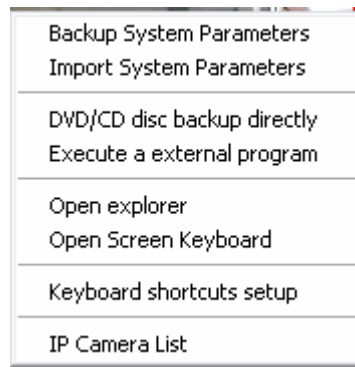 Backup System Parameters
Import System Parameters
DVD/CD disc backup directly
Execute a external program
Open explorer
Open Screen Keyboard
Keyboard shortcuts setup
IP Camera List